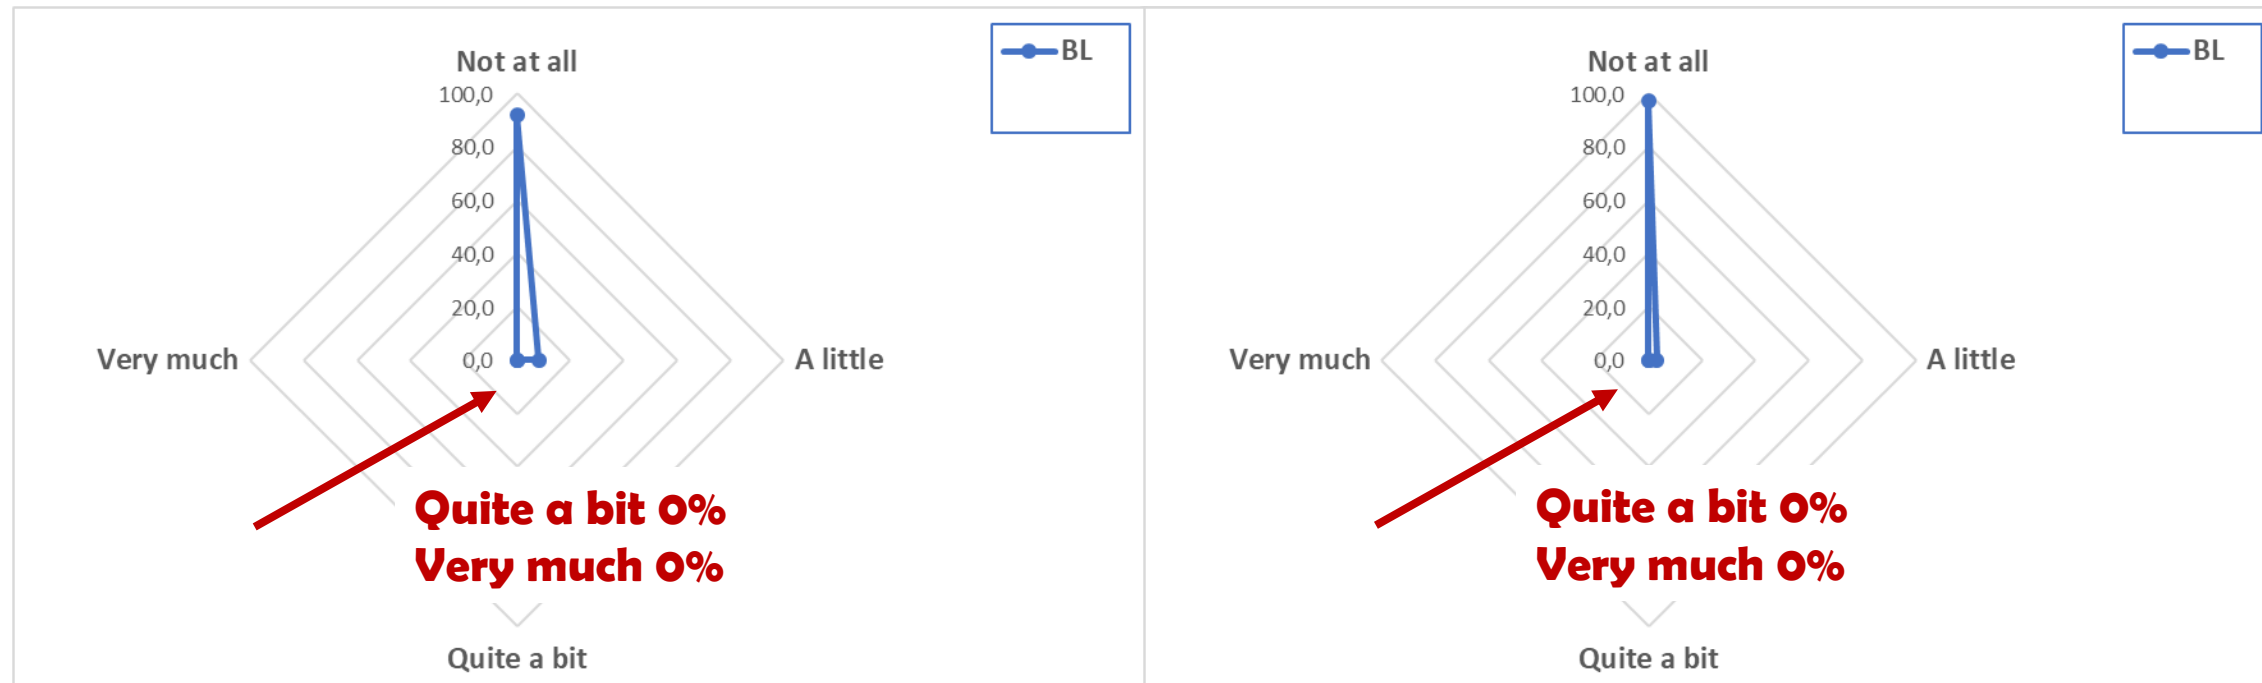 Not at all
BL
100,0
80,0
60,0
40,0
20,0
0,0
Very much
A little
Quite a bit 0%
Very much 0%
Quite a bit
Not at all
BL
100,0
80,0
60,0
40,0
20,0
0,0
Very much
A little
Quite a bit 0%
Very much 0%
Quite a bit